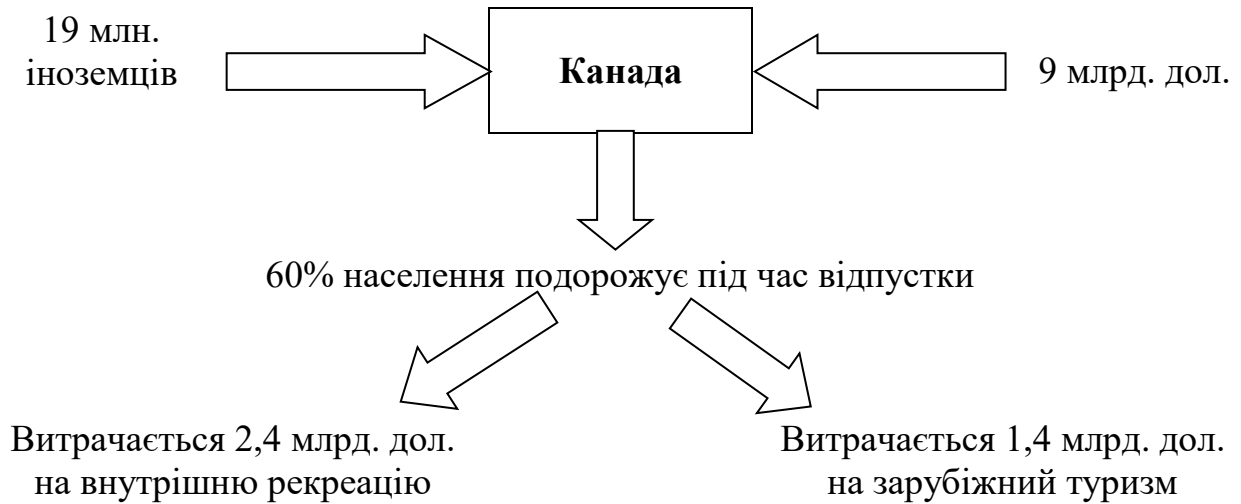 19 млн.
іноземців
Канада
9 млрд. дол.
60% населення подорожує під час відпустки
Витрачається 2,4 млрд. дол.
на внутрішню рекреацію
Витрачається 1,4 млрд. дол.
на зарубіжний туризм